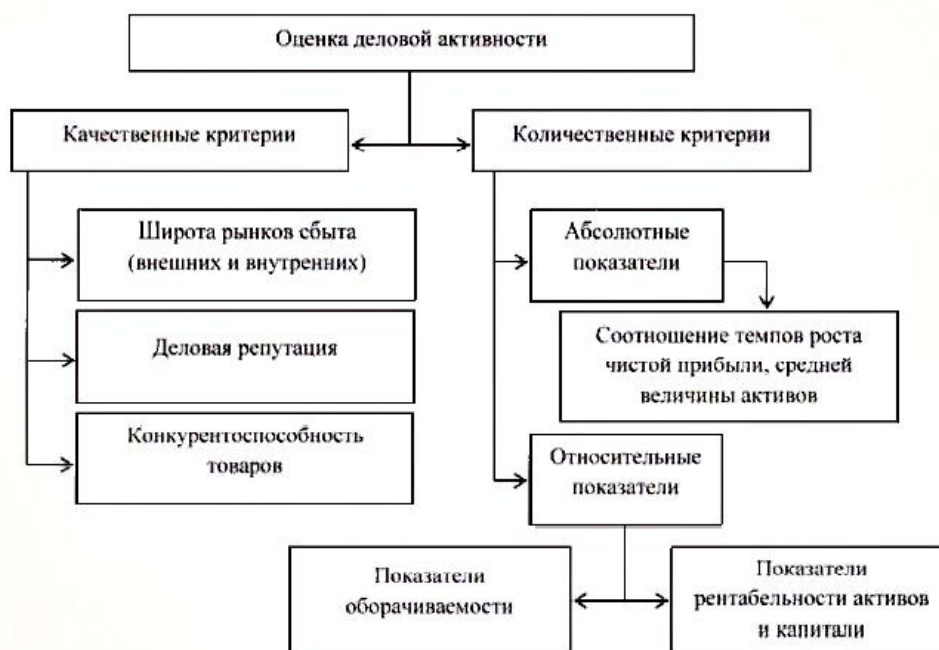 Оценка деловой активности
Качественные критерии
Количественные критерии
Широта рынков сбыта
(внешних и внутренних)
Деловая репутация
Конкурентоспособность
товаров
Абсолютные
показатели
Соотношение темпов роста
чистой прибыли, средней
величины активов
Относительные
показатели
Показатели
оборачиваемости
Показатели
рентабельности активов
и капитали